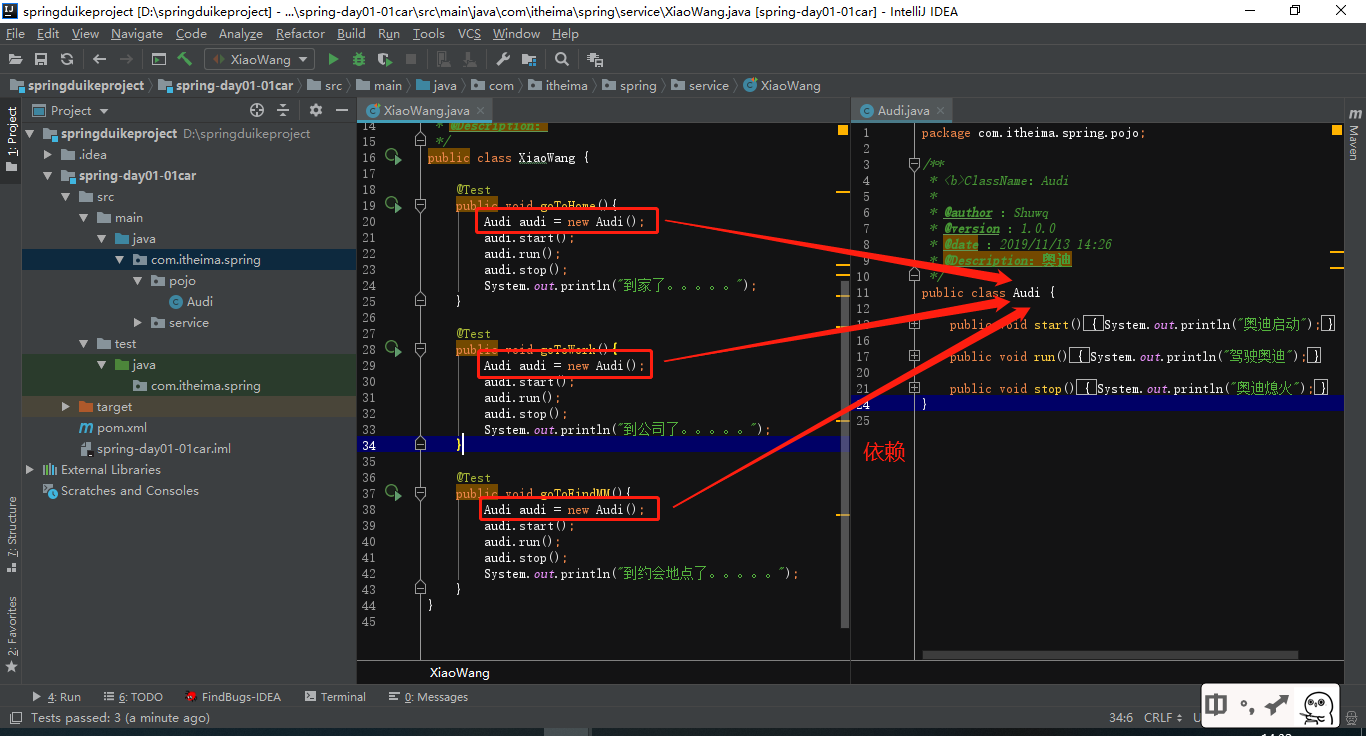 springduikeproject [D:\springduikeproject] - ...\spring-day01-01car\src\main\java\com\itheima\spring\service\XiaoWang.java [spring-day01-01car] - IntelliJ IDEA
File Edit View Navigate Code Analyze Refactor Build Run Tools VCS Window Help
XiaoWang
springduikeproject spring-day01-01car src main java com itheima spring service XiaoWang
1: Project
Project
springduikeproject D:\springduikeproject
.idea
spring-day01-01car
src
main
java
com.itheima.spring
pojo
Audi
service
test
java
com.itheima.spring
target
pom.xml
spring-day01-01car.iml
External Libraries
Scratches and Consoles
7: Structure
2: Favorites
XiaoWang.java
14 * @Description:
15 */
16 public class XiaoWang {
17
18 @Test
19 public void goToHome(){
20 Audi audi = new Audi();
21 audi.start();
22 audi.run();
23 audi.stop();
24 System.out.println("到家了。。。。。");
25 }
26
27 @Test
28 public void goToWork(){
29 Audi audi = new Audi();
30 audi.start();
31 audi.run();
32 audi.stop();
33 System.out.println("到公司了。。。。。");
34 }
35
36 @Test
37 public void goToFindMM(){
38 Audi audi = new Audi();
39 audi.start();
40 audi.run();
41 audi.stop();
42 System.out.println("到约会地点了。。。。。");
43 }
44 }
45
XiaoWang
Audi.java
1 package com.itheima.spring.pojo;
2
3 /**
4 * <b>ClassName: Audi
5 *
6 * @author : Shuwq
7 * @version : 1.0.0
8 * @date : 2019/11/13 14:26
9 * @Description: 奥迪
10 */
11 public class Audi {
12
13 public void start() { System.out.println("奥迪启动"); }
16
17 public void run() { System.out.println("驾驶奥迪"); }
20
21 public void stop() { System.out.println("奥迪熄火"); }
24 }
25
依赖
Maven
4: Run 6: TODO FindBugs-IDEA Terminal 0: Messages
Tests passed: 3 (a minute ago)
34:6 CRLF
中 °,